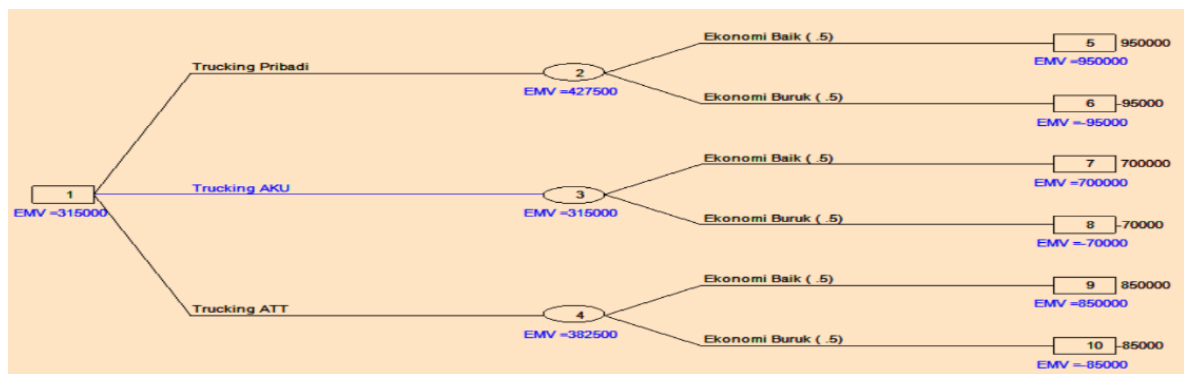 Ekonomi Baik ( .5)
5 950000
EMV =950000
Trucking Pribadi
2
EMV =427500
Ekonomi Buruk ( .5)
6 -95000
EMV =-95000
Ekonomi Baik ( .5)
7 700000
EMV =700000
1
EMV =315000
Trucking AKU
3
EMV =315000
Ekonomi Buruk ( .5)
8 -70000
EMV =-70000
Ekonomi Baik ( .5)
9 850000
EMV =850000
Trucking ATT
4
EMV =382500
Ekonomi Buruk ( .5)
10 -85000
EMV =-85000